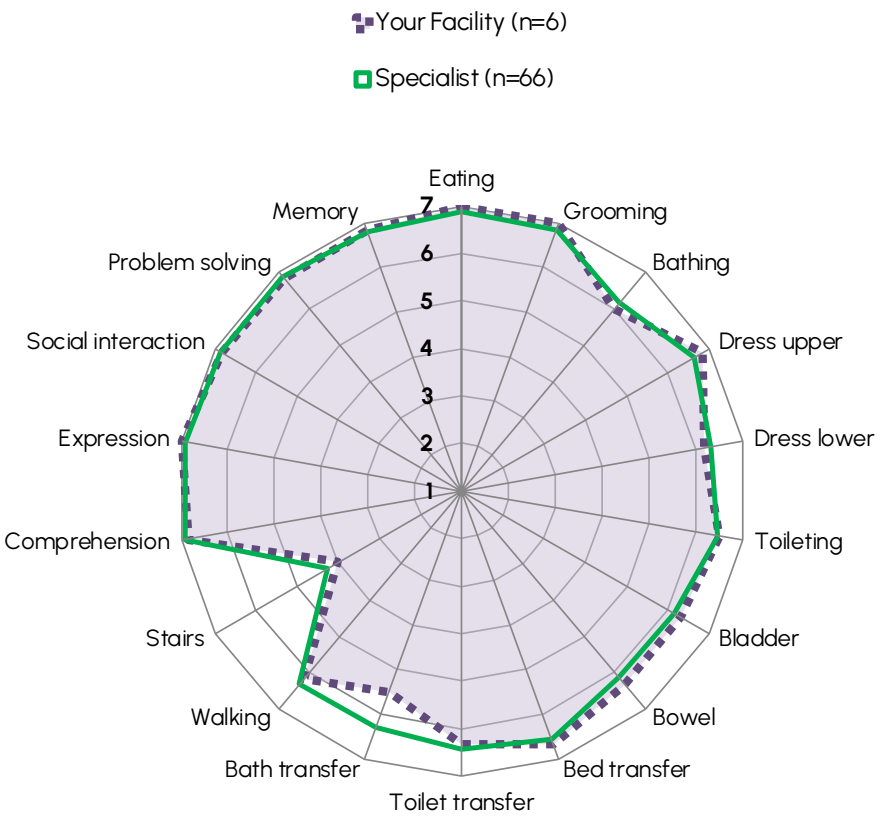 Your Facility (n=6)
Specialist (n=66)
Eating
Grooming
Bathing
Dress upper
Dress lower
Toileting
Bladder
Bowel
Bed transfer
Toilet transfer
Bath transfer
Walking
Stairs
Comprehension
Expression
Social interaction
Problem solving
Memory
7
6
5
4
3
2
1